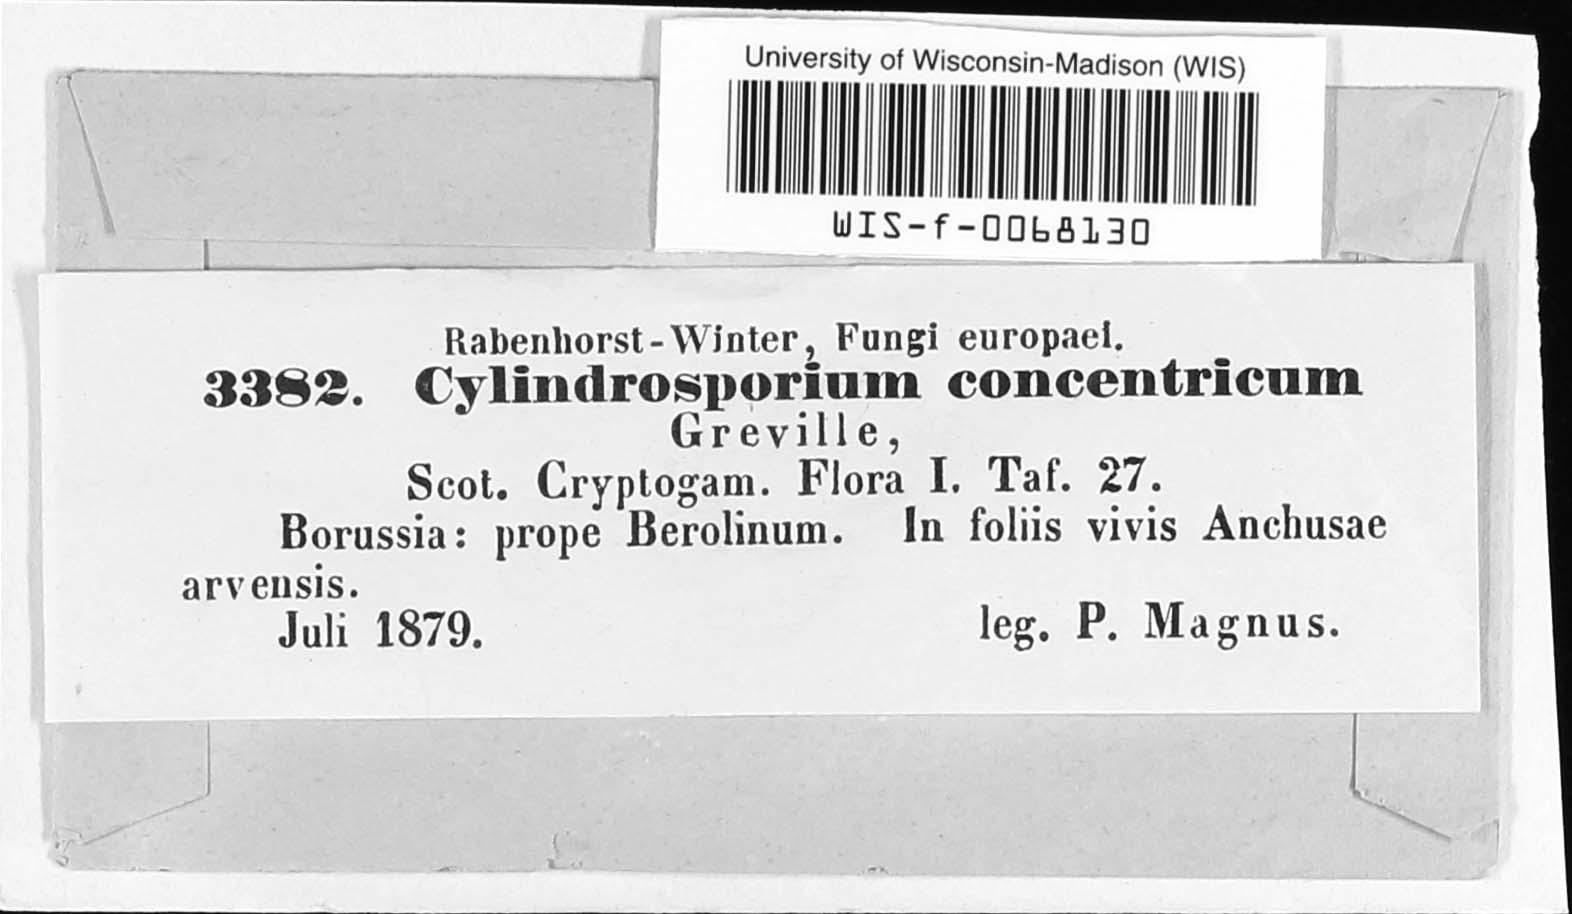 University of Wisconsin-Madison (WIS)
WIS-f-0068130
Rabenhorst-Winter, Fungi europaei.
3382. Cylindrosporium concentricum
Greville,
Scot. Cryptogam. Flora I. Taf. 27.
Borussia: prope Berolinum. In foliis vivis Anchusae
arvensis.
Juli 1879. leg. P. Magnus.